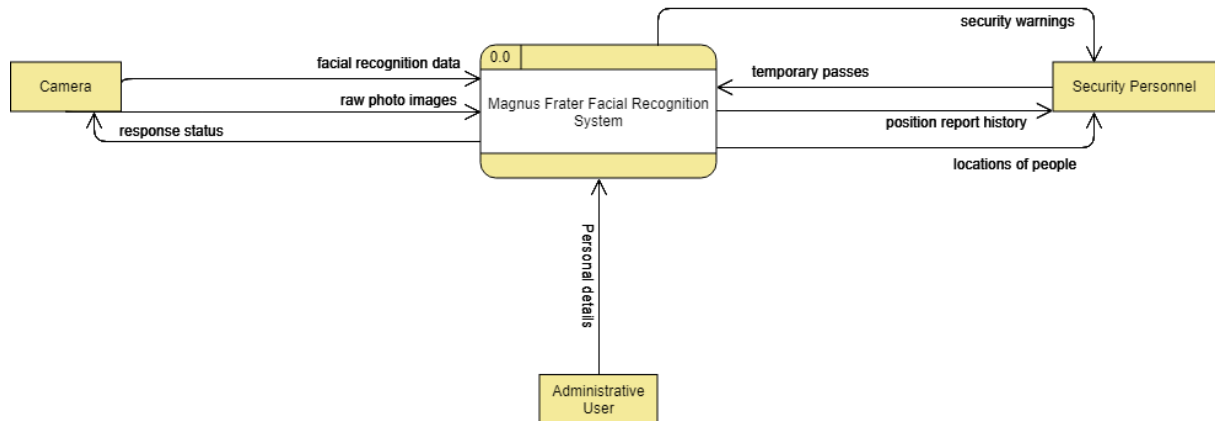 security warnings
0.0
facial recognition data
temporary passes
Camera
Security Personnel
raw photo images
Magnus Frater Facial Recognition
System
position report history
response status
locations of people
Personal details
Administrative
User